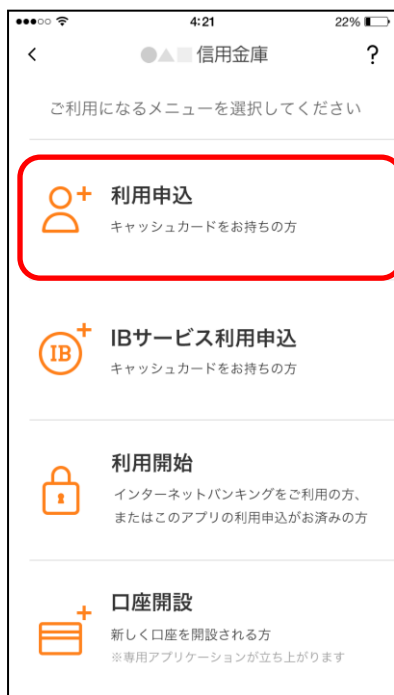 4:21
22%
●▲■信用金庫
?
ご利用になるメニューを選択してください
利用申込
キャッシュカードをお持ちの方
IB
IBサービス利用申込
キャッシュカードをお持ちの方
利用開始
インターネットバンキングをご利用の方、
またはこのアプリの利用申込がお済みの方
口座開設
新しく口座を開設される方
※専用アプリケーションが立ち上がります